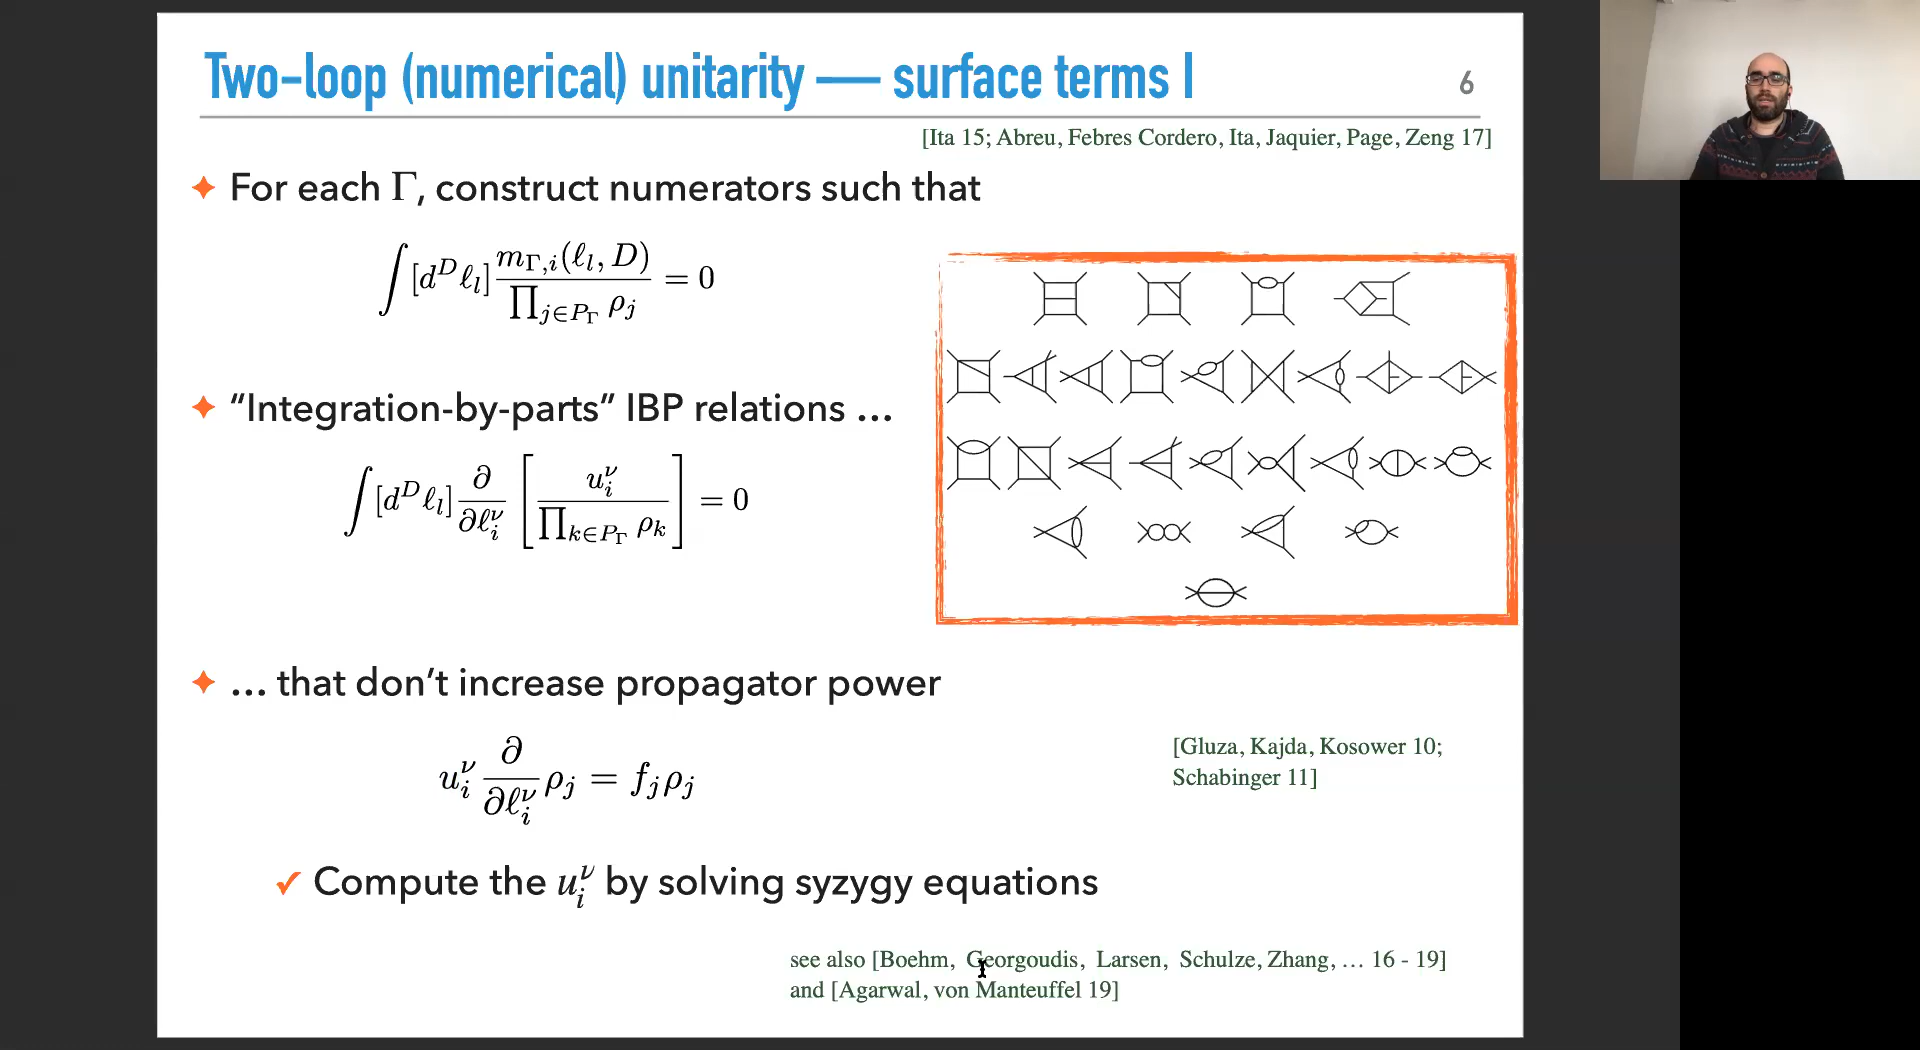 Two-loop (numerical) unitarity — surface terms I
6
[Ita 15; Abreu, Febres Cordero, Ita, Jaquier, Page, Zeng 17]
✦ For each Γ, construct numerators such that
∫ [d^D ℓ_l] m_{Γ,i}(ℓ_l, D) / ∏_{j∈P_Γ} ρ_j = 0
✦ “Integration-by-parts” IBP relations …
∫ [d^D ℓ_l] ∂/∂ℓ_i^ν [ u_i^ν / ∏_{k∈P_Γ} ρ_k ] = 0
✦ … that don’t increase propagator power
u_i^ν ∂/∂ℓ_i^ν ρ_j = f_j ρ_j
[Gluza, Kajda, Kosower 10;
Schabinger 11]
✓ Compute the u_i^ν by solving syzygy equations
see also [Boehm, Georgoudis, Larsen, Schulze, Zhang, … 16 - 19]
and [Agarwal, von Manteuffel 19]